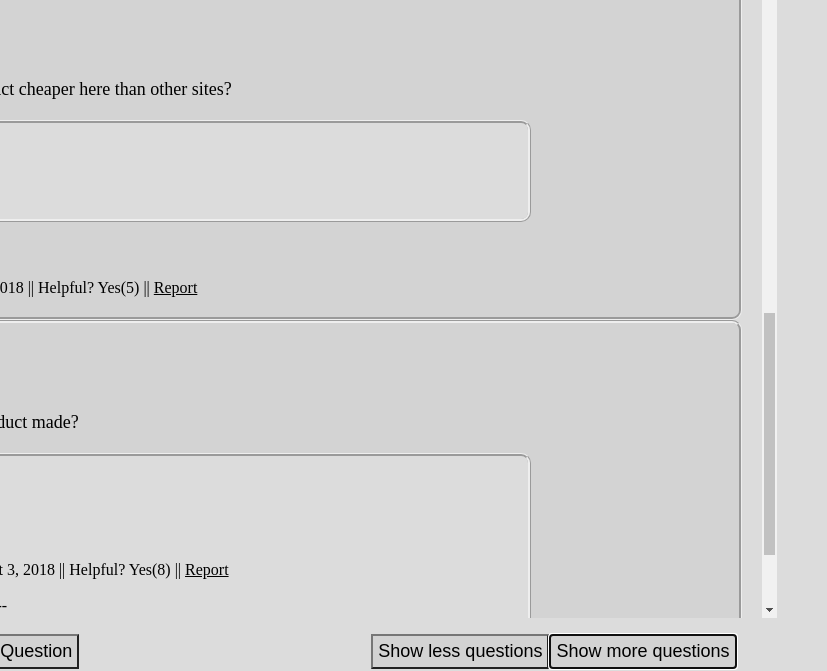 ct cheaper here than other sites?
018 || Helpful? Yes(5) || Report
duct made?
t 3, 2018 || Helpful? Yes(8) || Report
--
Question Show less questions Show more questions